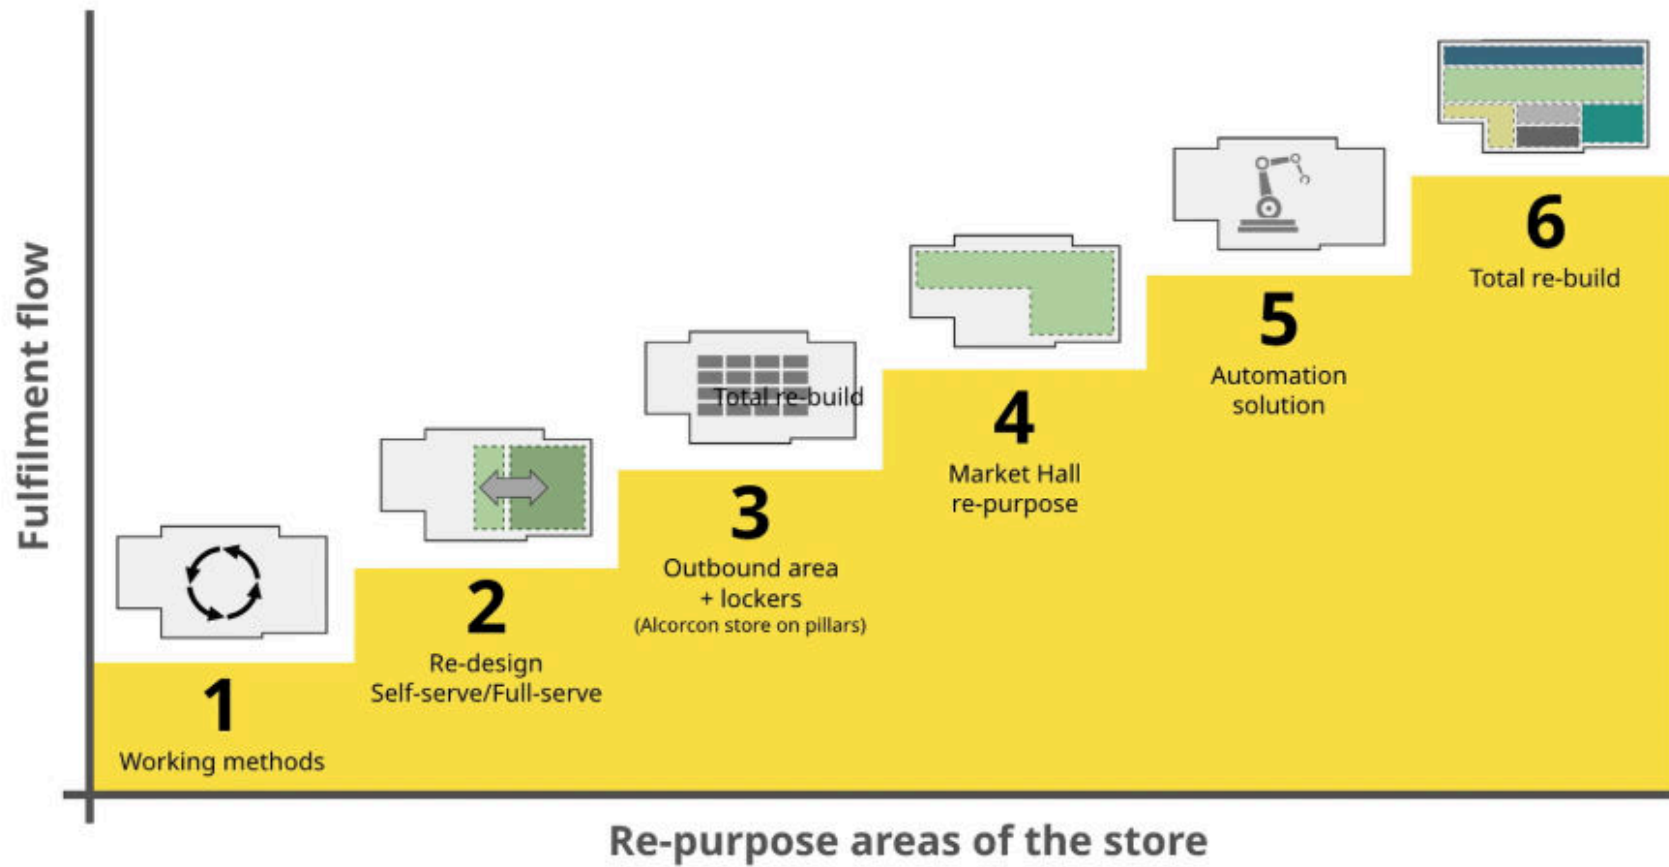 Fulfilment flow
1
Working methods
2
Re-design
Self-serve/Full-serve
Total re-build
3
Outbound area
+ lockers
(Alcorcon store on pillars)
4
Market Hall
re-purpose
5
Automation
solution
6
Total re-build
Re-purpose areas of the store